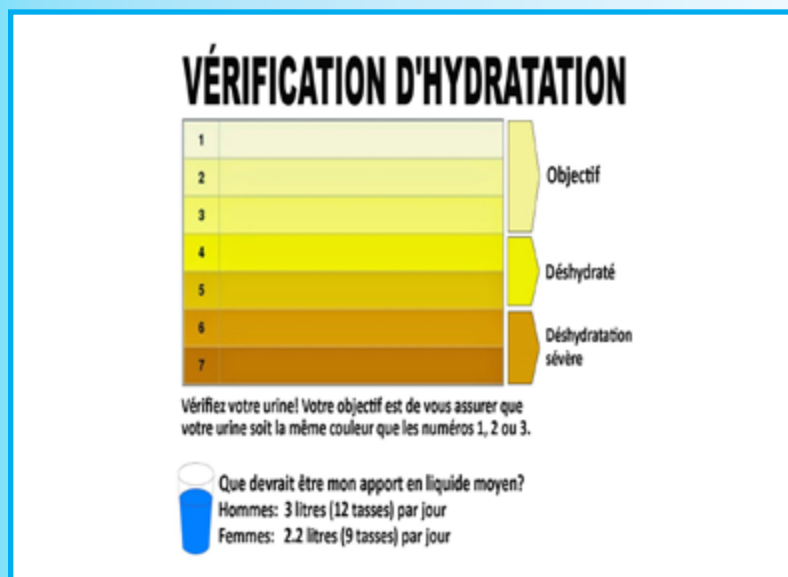 VÉRIFICATION D'HYDRATATION
1
2
3
4
5
6
7
Objectif
Déshydraté
Déshydratation
sévère
Vérifiez votre urine! Votre objectif est de vous assurer que
votre urine soit la même couleur que les numéros 1, 2 ou 3.
Que devrait être mon apport en liquide moyen?
Hommes: 3 litres (12 tasses) par jour
Femmes: 2.2 litres (9 tasses) par jour